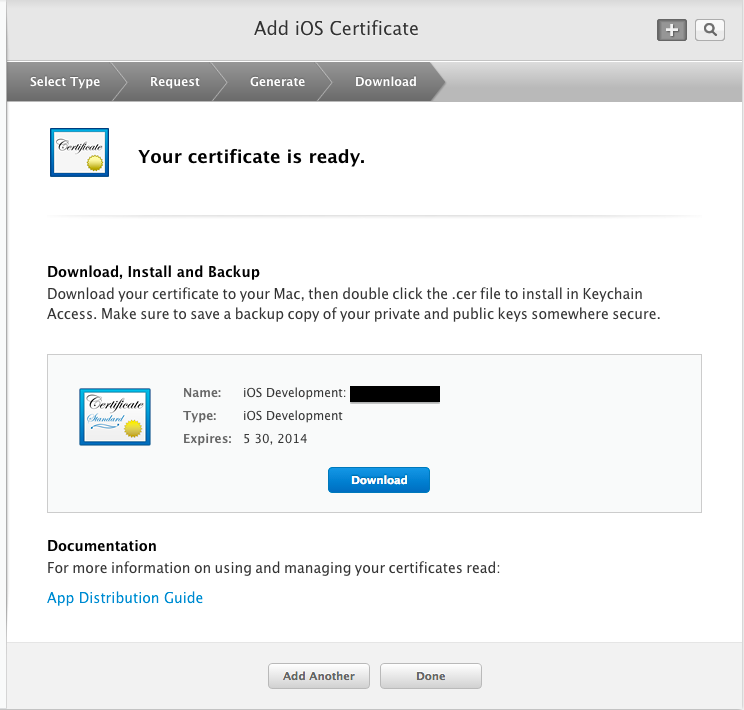 Add iOS Certificate
Select Type
Request
Generate
Download
Certificate
Your certificate is ready.
Download, Install and Backup
Download your certificate to your Mac, then double click the .cer file to install in Keychain
Access. Make sure to save a backup copy of your private and public keys somewhere secure.
Certificate
Standard
Name: iOS Development:
Type: iOS Development
Expires: 5 30, 2014
Download
Documentation
For more information on using and managing your certificates read:
App Distribution Guide
Add Another
Done